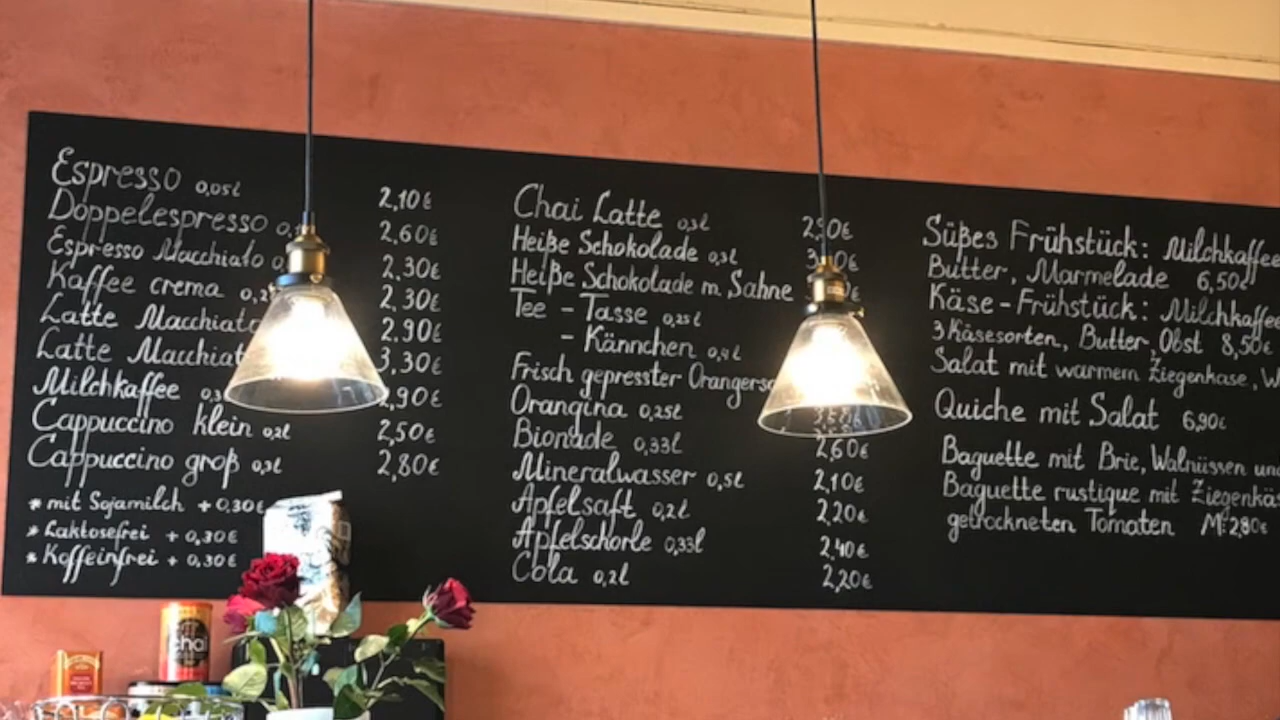 Espresso 0,05l 2,10€
Doppelespresso 2,60€
Espresso Macchiato 2,30€
Kaffee crema 2,30€
Latte Macchiato 2,90€
Latte 3,30€
Milchkaffee ,90€
Cappuccino klein 0,2l 2,50€
Cappuccino groß 0,3l 2,80€
* mit Sojamilch + 0,30€
* Laktosefrei + 0,30€
* Koffeinfrei + 0,30€
Chai Latte 0,3l
Heiße Schokolade 0,3l
Heiße Schokolade m. Sahne
Tee - Tasse 0,25l
- Kännchen 0,4l
Frisch gepresster
Orangina 0,25l
Bionade 0,33l 2,60€
Mineralwasser 0,5l 2,10€
Apfelsaft 0,2l 2,20€
Apfelschorle 0,33l 2,40€
Cola 0,2l 2,20€
Süßes Frühstück: Milchkaffee
Butter, Marmelade 6,50€
Käse-Frühstück: Milchkaffee
3 Käsesorten, Butter, Obst 8,50€
Salat mit warmem Ziegenkäse,
Quiche mit Salat 6,90€
Baguette mit Brie, Walnüssen
Baguette rustique mit
getrockneten Tomaten M: 2,80€
chai